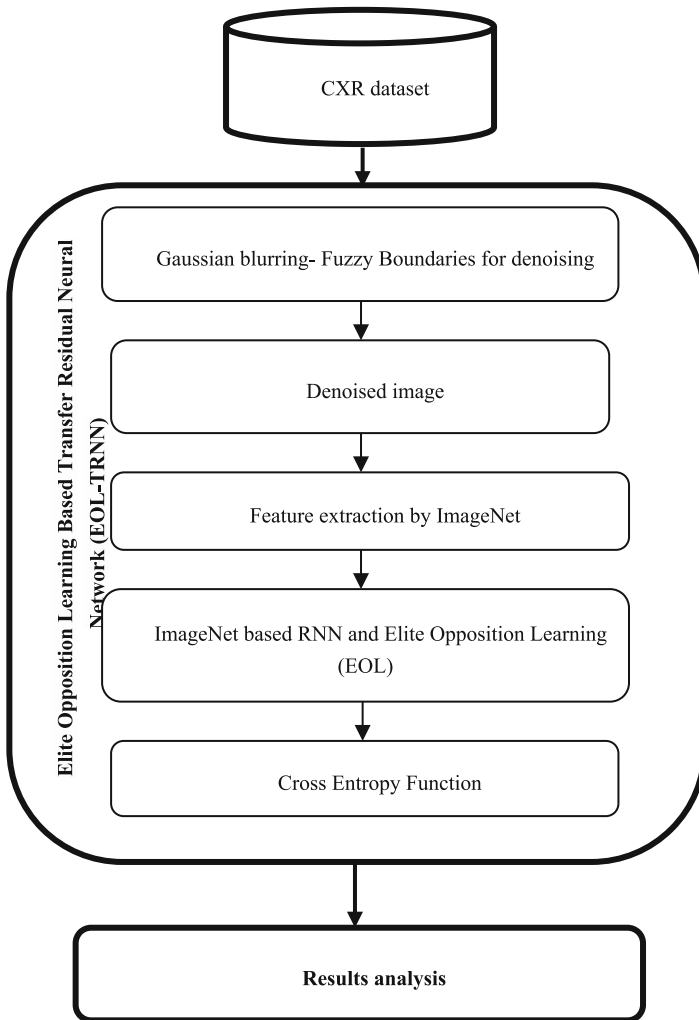 CXR dataset
Elite Opposition Learning Based Transfer Residual Neural
Network (EOL-TRNN)
Gaussian blurring- Fuzzy Boundaries for denoising
Denoised image
Feature extraction by ImageNet
ImageNet based RNN and Elite Opposition Learning
(EOL)
Cross Entropy Function
Results analysis